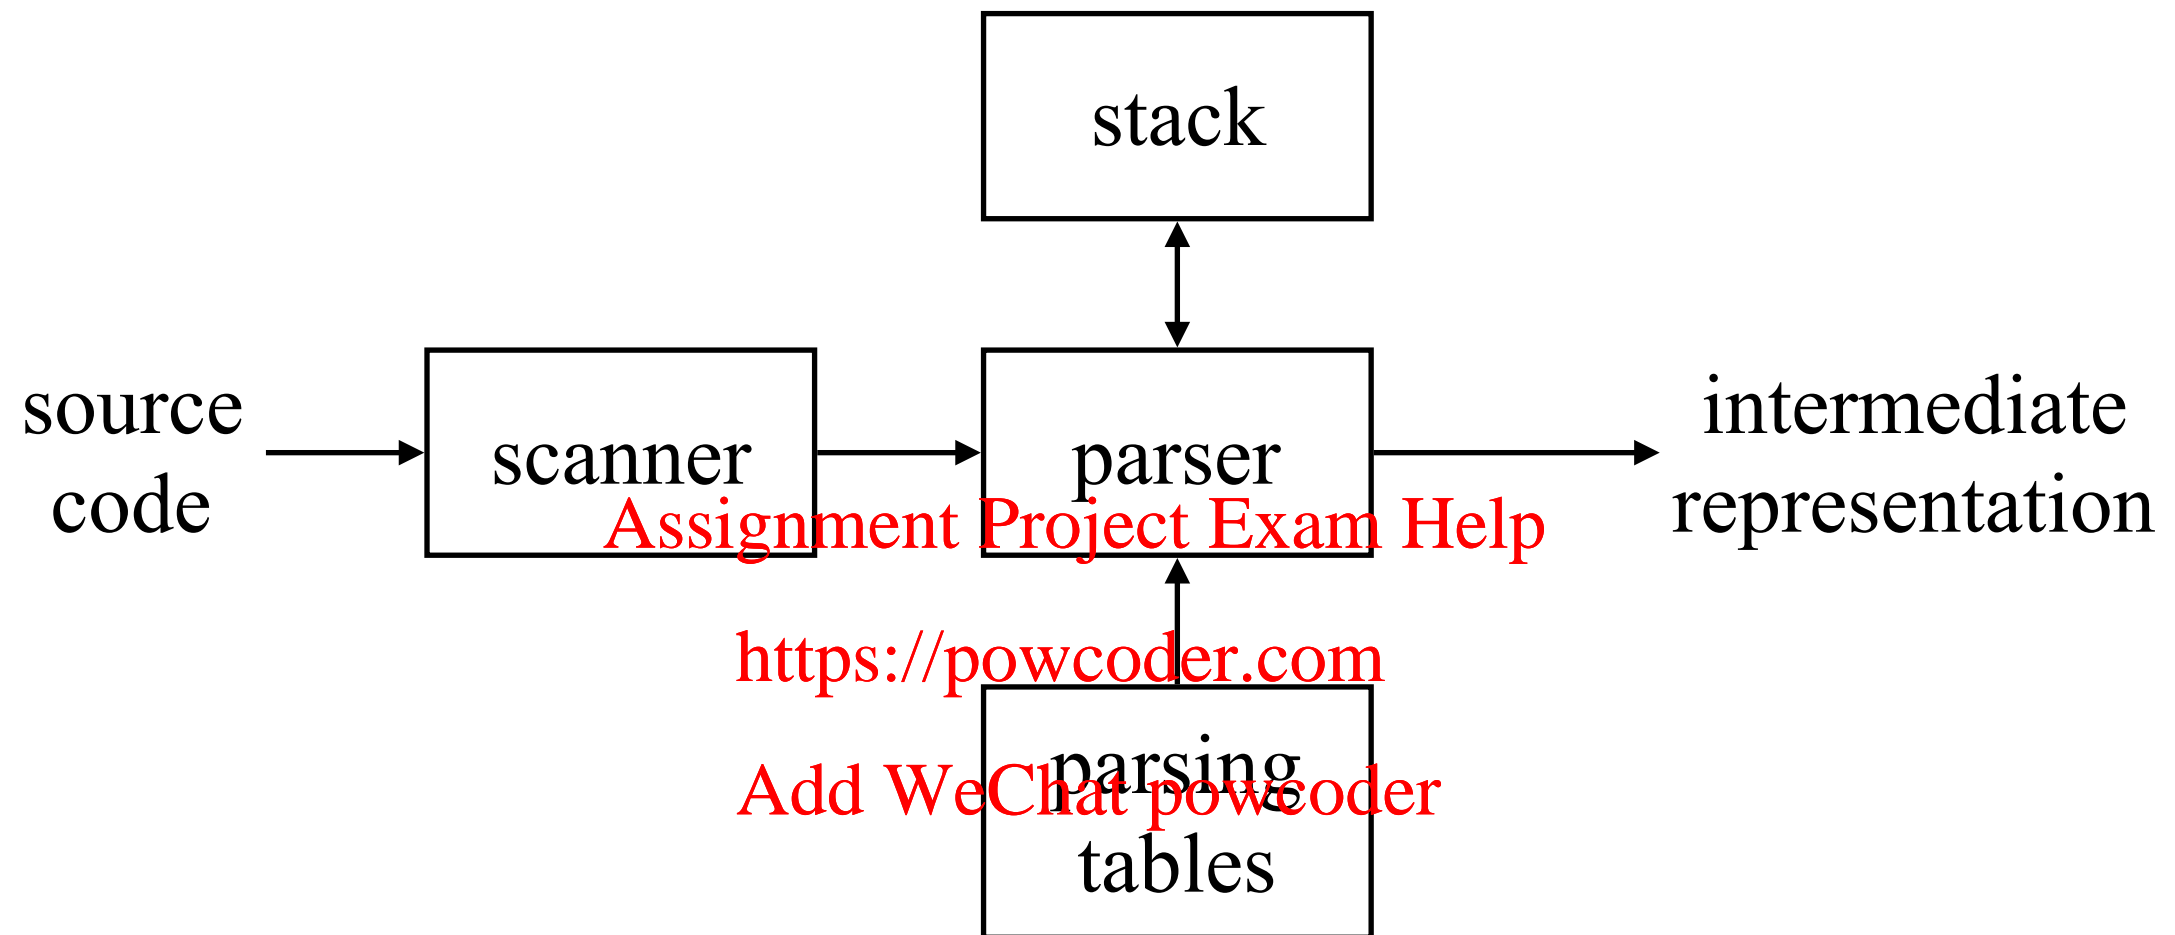 stack
source
code
scanner
parser
intermediate
representation
Assignment Project Exam Help
https://powcoder.com
parsing
tables
Add WeChat powcoder